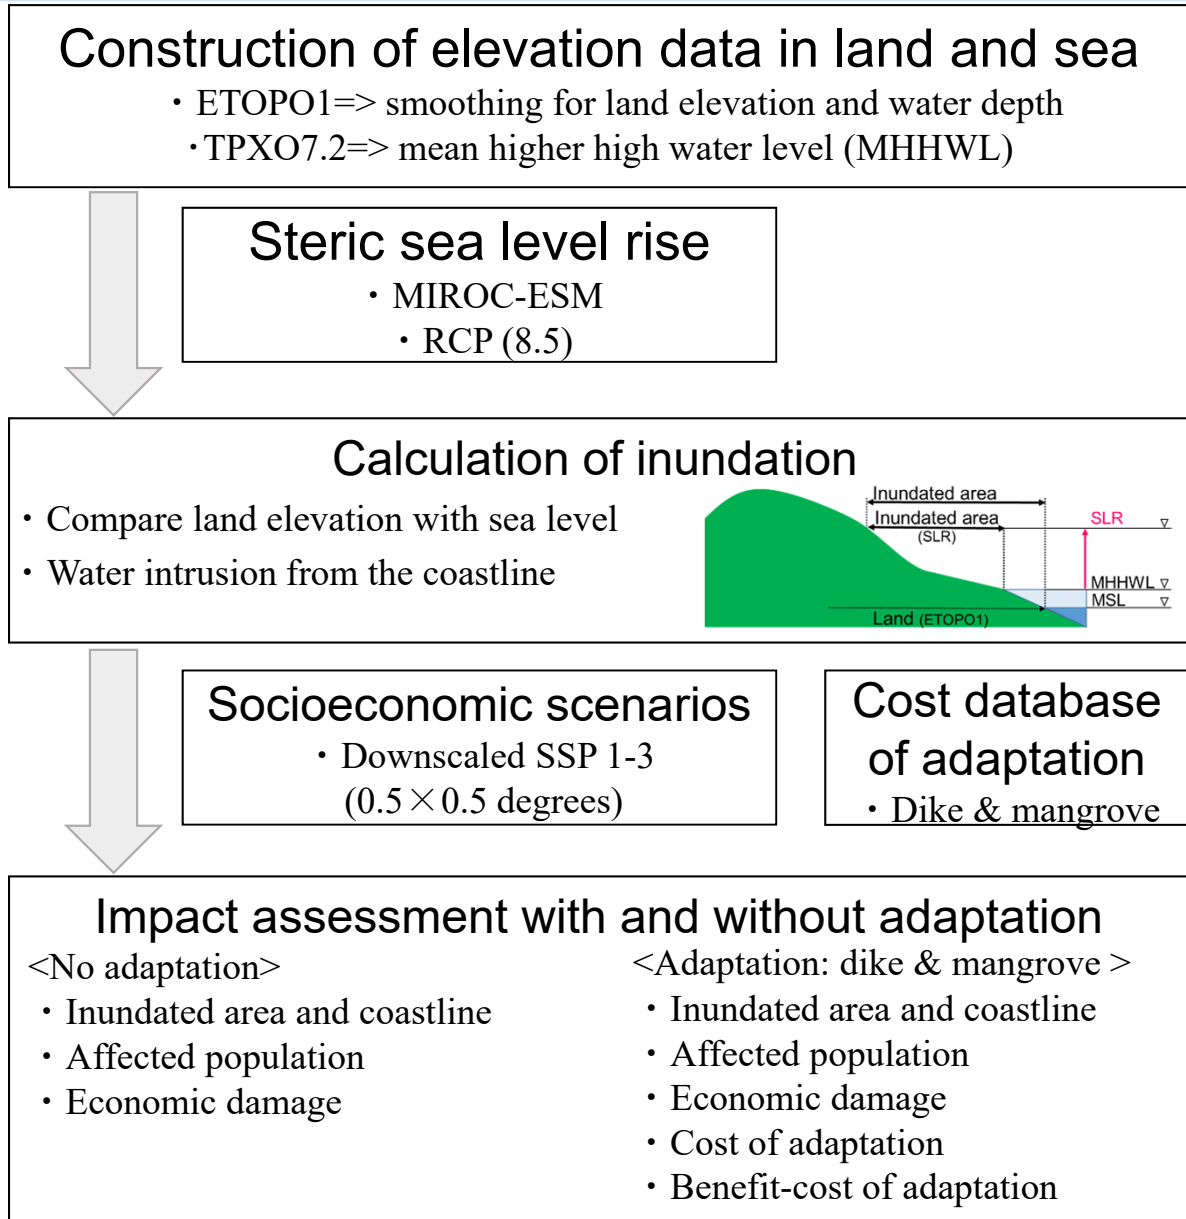 Construction of elevation data in land and sea
・ETOPO1=> smoothing for land elevation and water depth
・TPXO7.2=> mean higher high water level (MHHWL)
Steric sea level rise
・MIROC-ESM
・RCP (8.5)
Calculation of inundation
・Compare land elevation with sea level
・Water intrusion from the coastline
Inundated area
Inundated area
(SLR)
SLR
MHHWL
MSL
Land (ETOPO1)
Socioeconomic scenarios
・Downscaled SSP 1-3
(0.5×0.5 degrees)
Cost database
of adaptation
・Dike & mangrove
Impact assessment with and without adaptation
<No adaptation>
・Inundated area and coastline
・Affected population
・Economic damage
<Adaptation: dike & mangrove >
・Inundated area and coastline
・Affected population
・Economic damage
・Cost of adaptation
・Benefit-cost of adaptation